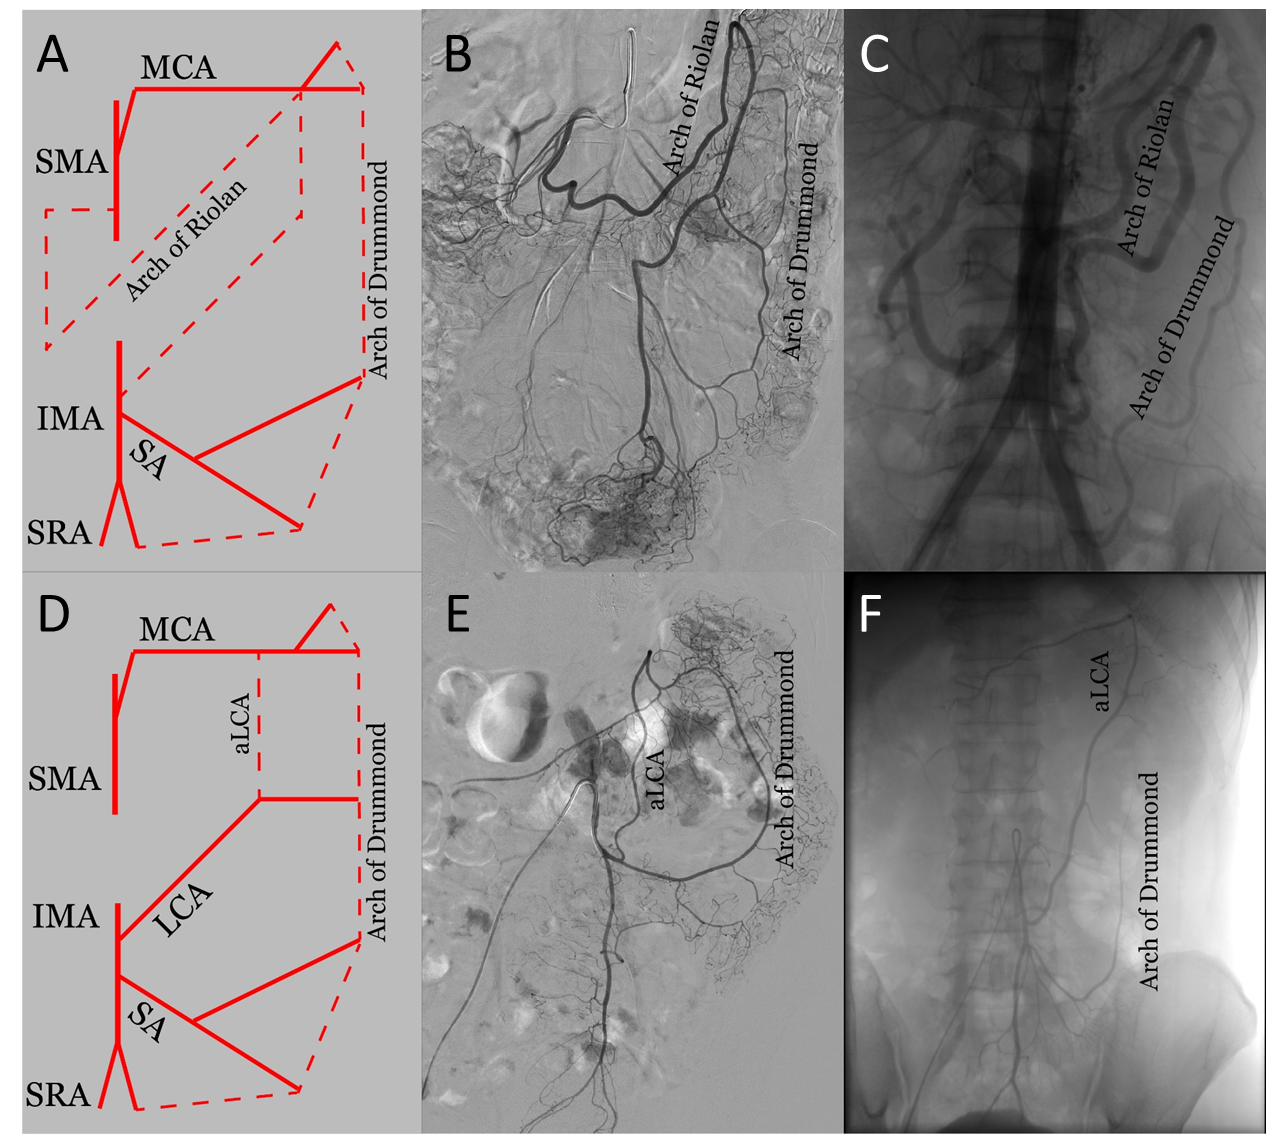 A
MCA
SMA
Arch of Riolan
Arch of Drummond
IMA
SA
SRA
B
Arch of Riolan
Arch of Drummond
C
Arch of Riolan
Arch of Drummond
D
MCA
aLCA
SMA
Arch of Drummond
LCA
IMA
SA
SRA
E
aLCA
Arch of Drummond
F
aLCA
Arch of Drummond